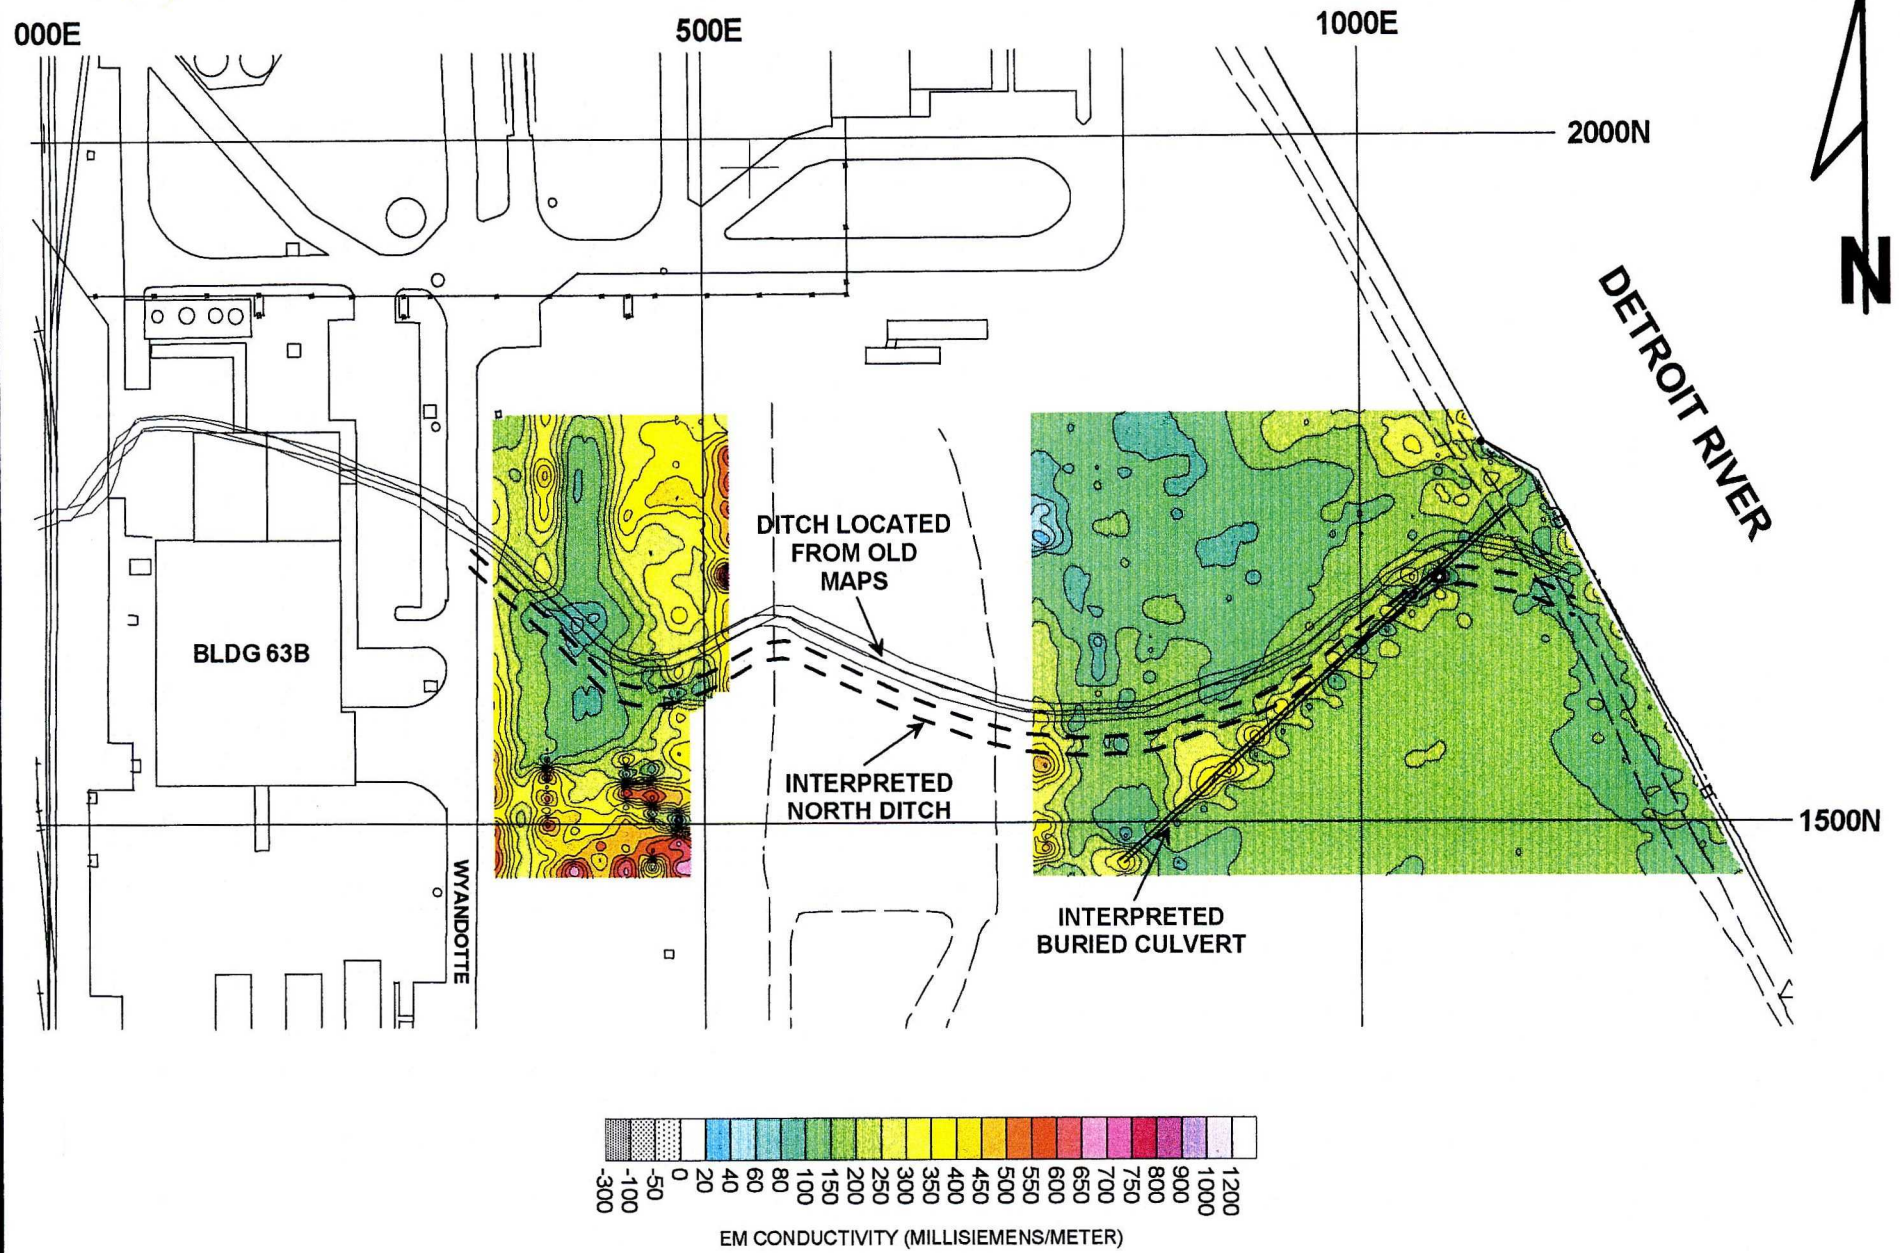 000E
500E
1000E
2000N
N
DETROIT RIVER
DITCH LOCATED
FROM OLD
MAPS
BLDG 63B
INTERPRETED
NORTH DITCH
1500N
WYANDOTTE
INTERPRETED
BURIED CULVERT
-300 -100 -50 0 20 40 60 80 100 150 200 250 300 350 400 450 500 550 600 650 700 750 800 900 1000 1200
EM CONDUCTIVITY (MILLISIEMENS/METER)